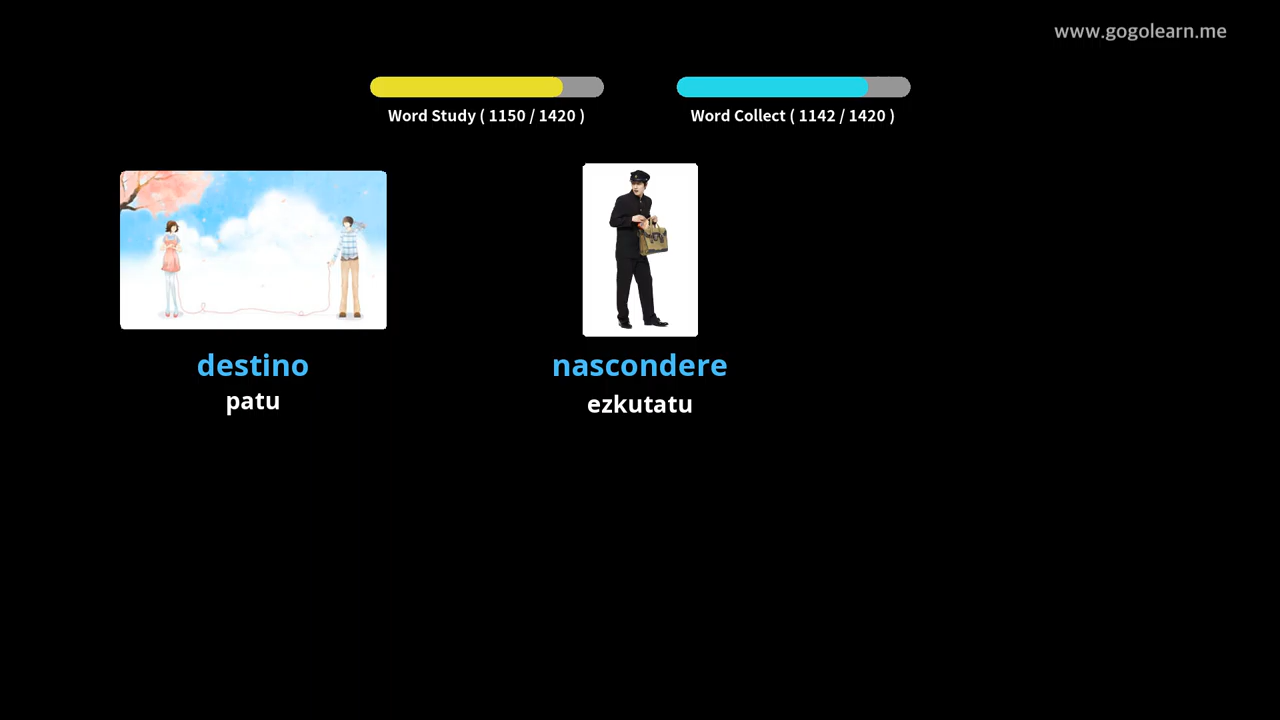 www.gogolearn.me
Word Study ( 1150 / 1420 )
Word Collect ( 1142 / 1420 )
destino
patu
nascondere
ezkutatu